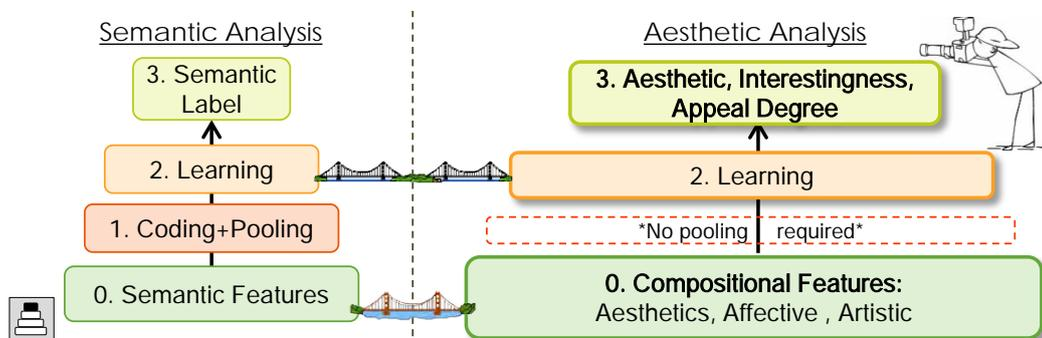 Semantic Analysis
3. Semantic
Label
2. Learning
1. Coding+Pooling
0. Semantic Features
Aesthetic Analysis
3. Aesthetic, Interestingness,
Appeal Degree
2. Learning
*No pooling required*
0. Compositional Features:
Aesthetics, Affective , Artistic